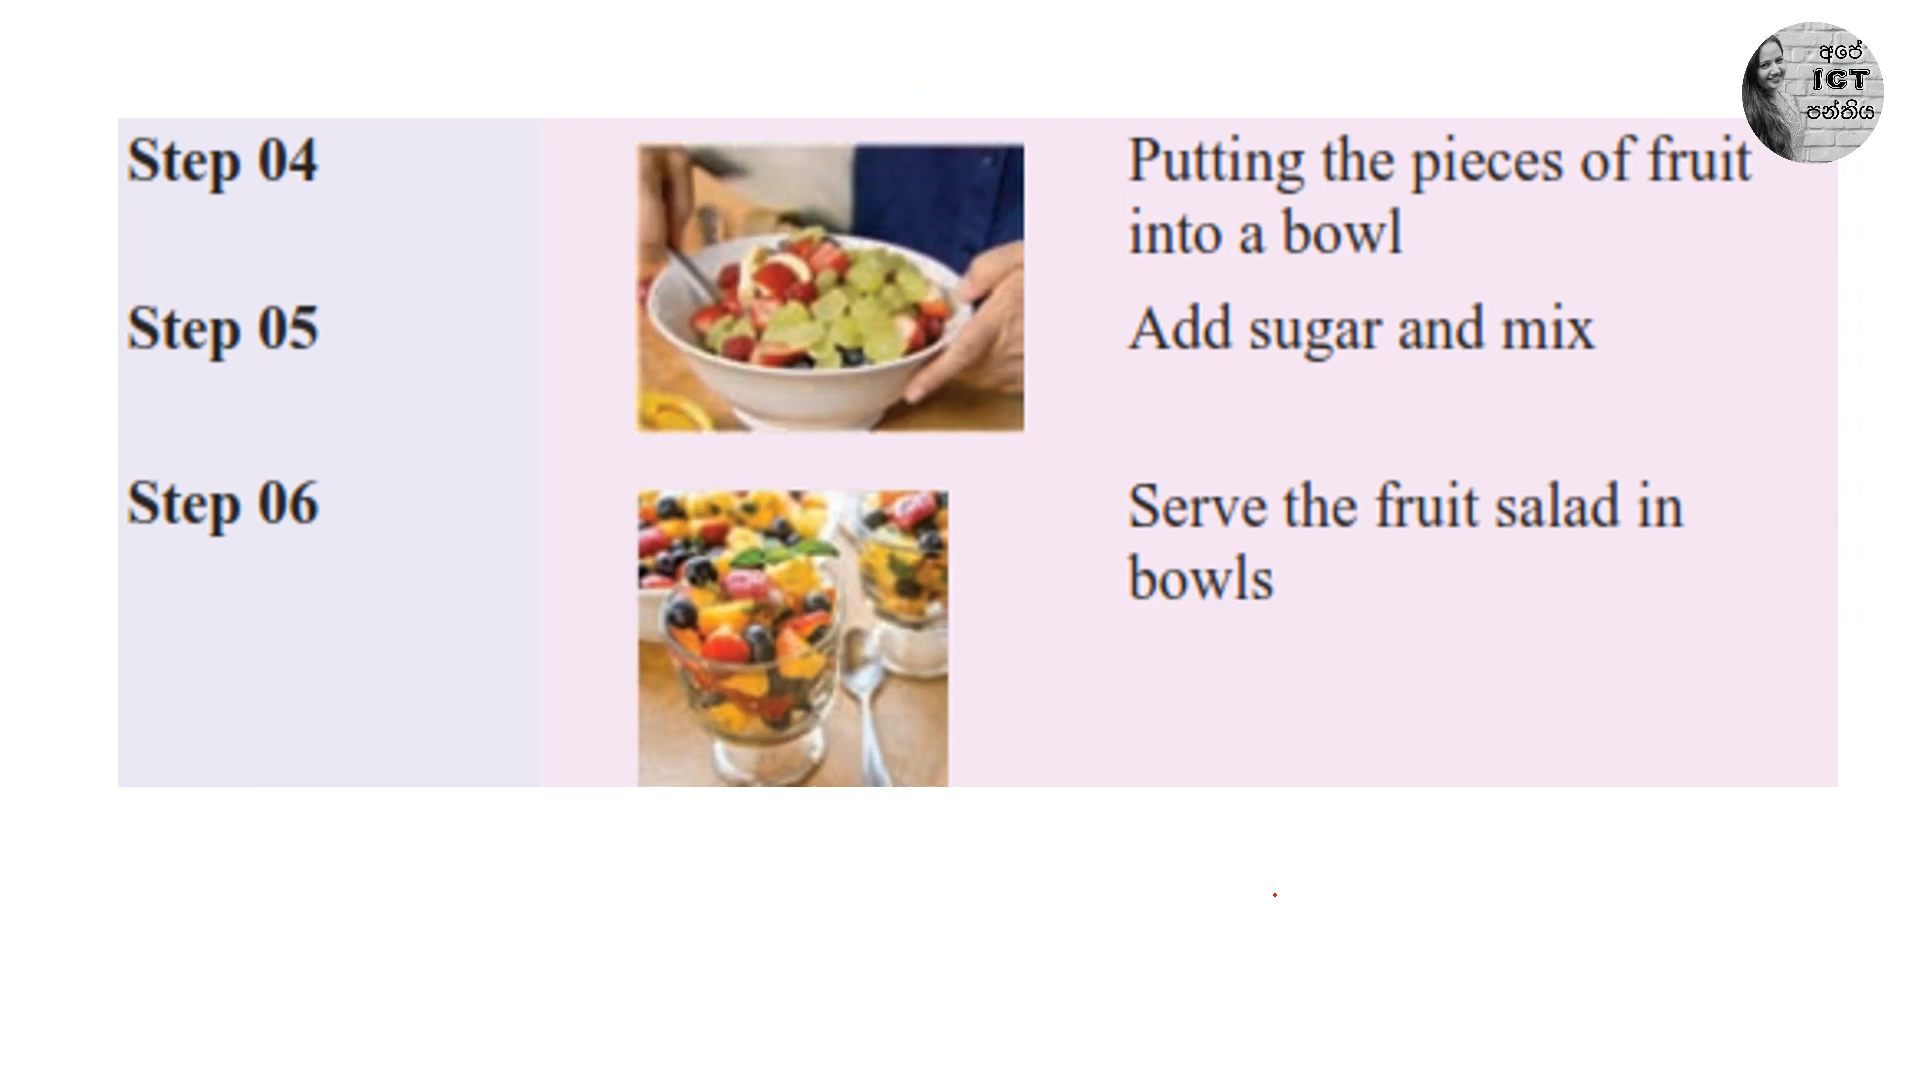 අපේ
ICT
පන්තිය
Step 04
Putting the pieces of fruit
into a bowl
Step 05
Add sugar and mix
Step 06
Serve the fruit salad in
bowls